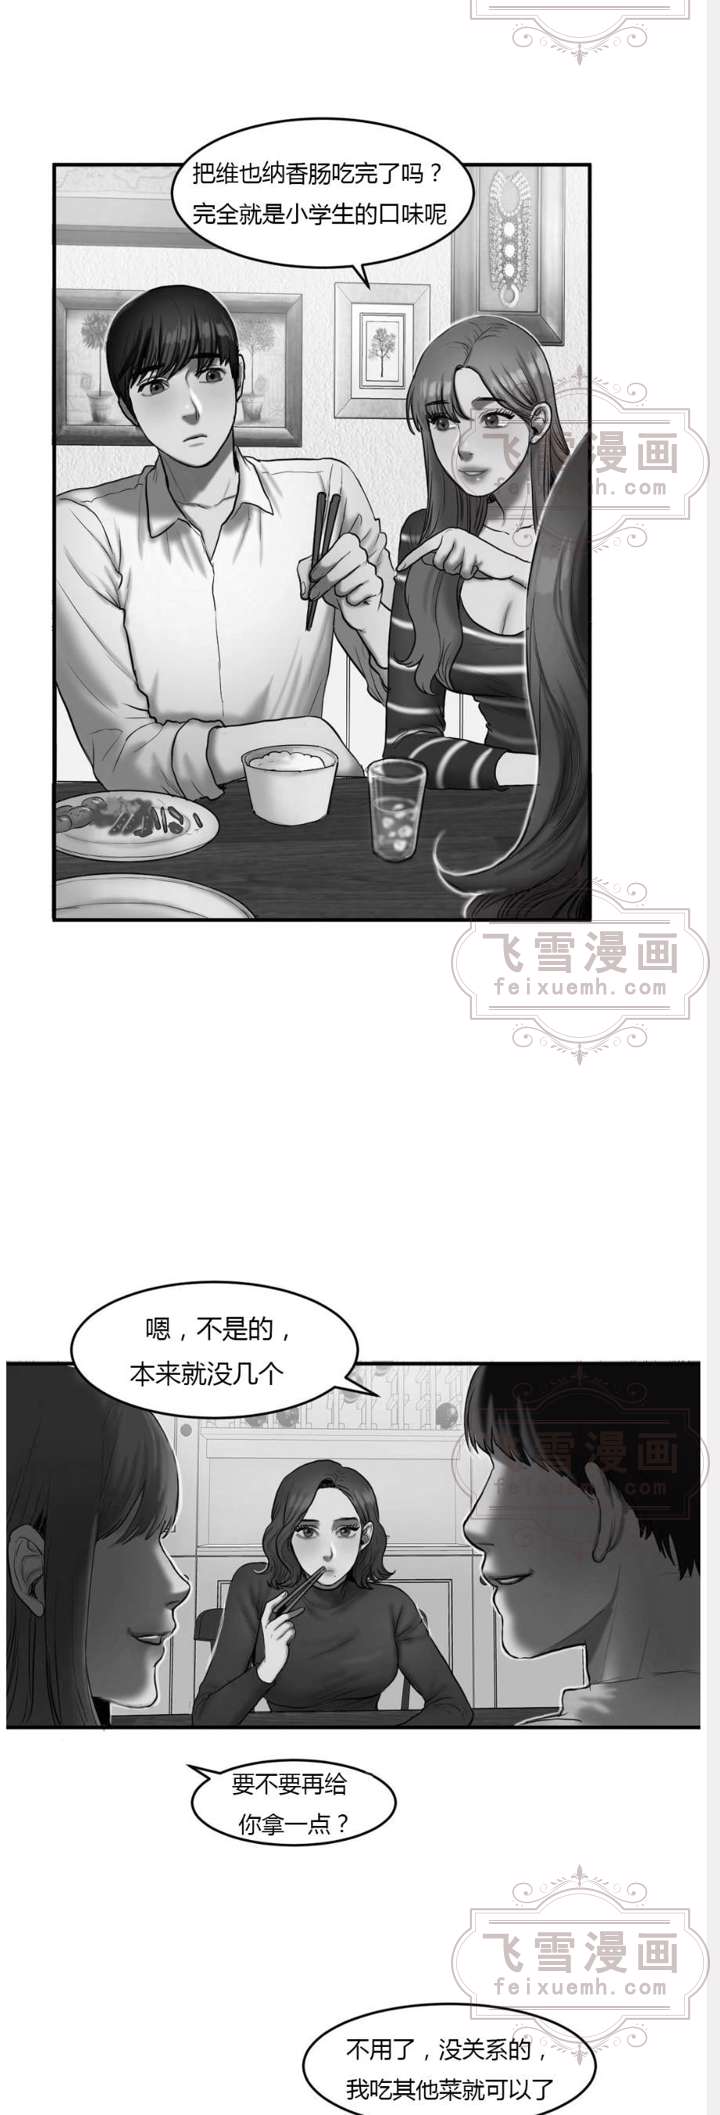 把维也纳香肠吃完了吗？
完全就是小学生的口味呢
飞雪漫画
feixuemh.com
飞雪漫画
feixuemh.com
嗯，不是的，
本来就没几个
飞雪漫画
feixuemh.com
要不要再给
你拿一点？
飞雪漫画
feixuemh.com
不用了，没关系的，
我吃其他菜就可以了